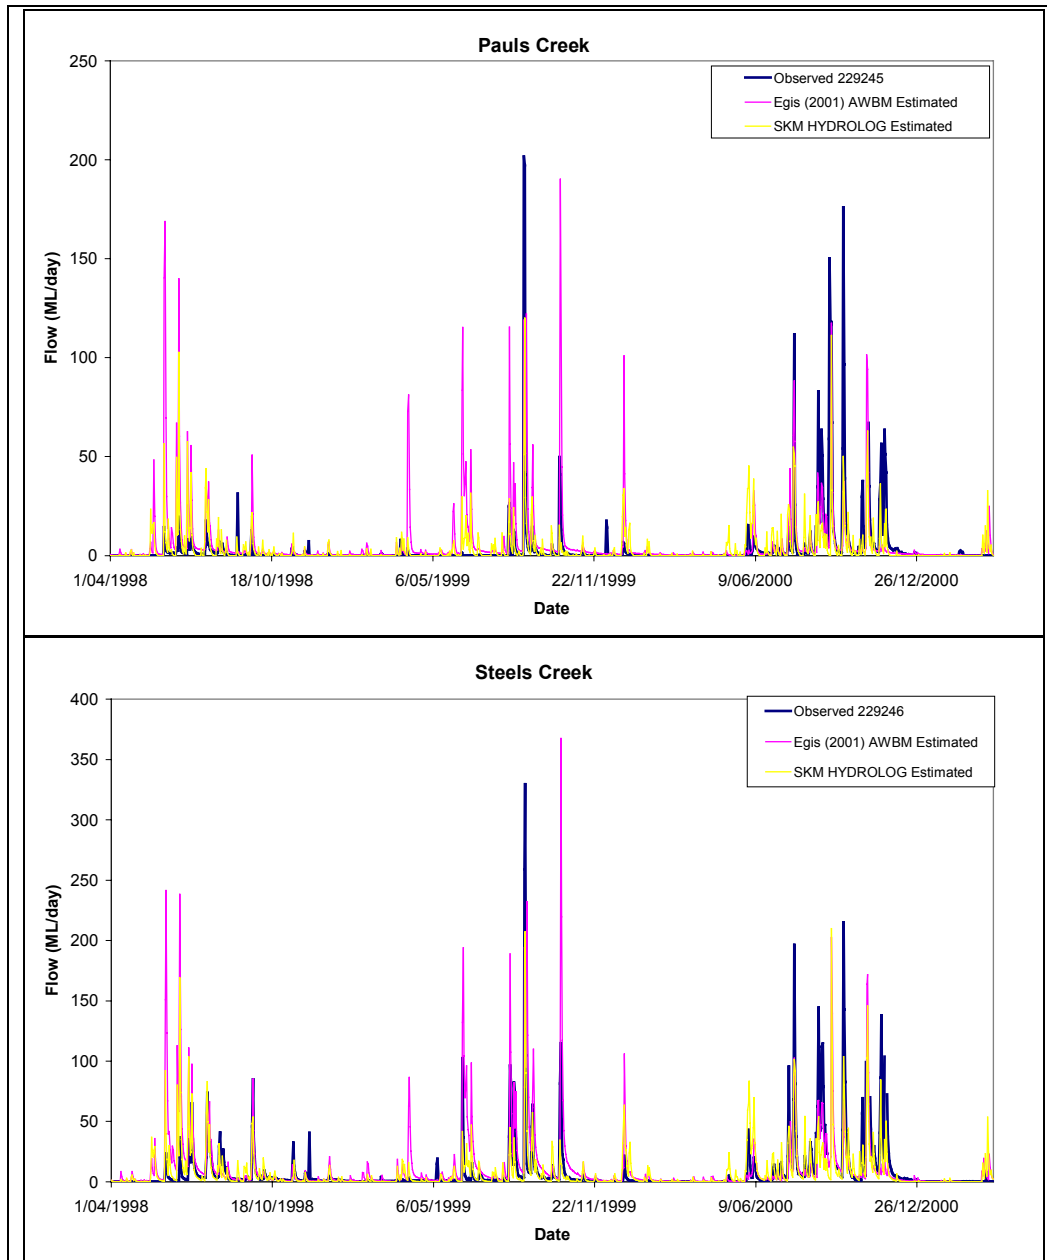 Pauls Creek
250
200
150
100
50
0
Flow (ML/day)
Observed 229245
Egis (2001) AWBM Estimated
SKM HYDROLOG Estimated
1/04/1998 18/10/1998 6/05/1999 22/11/1999 9/06/2000 26/12/2000
Date
Steels Creek
400
350
300
250
200
150
100
50
0
Flow (ML/day)
Observed 229246
Egis (2001) AWBM Estimated
SKM HYDROLOG Estimated
1/04/1998 18/10/1998 6/05/1999 22/11/1999 9/06/2000 26/12/2000
Date